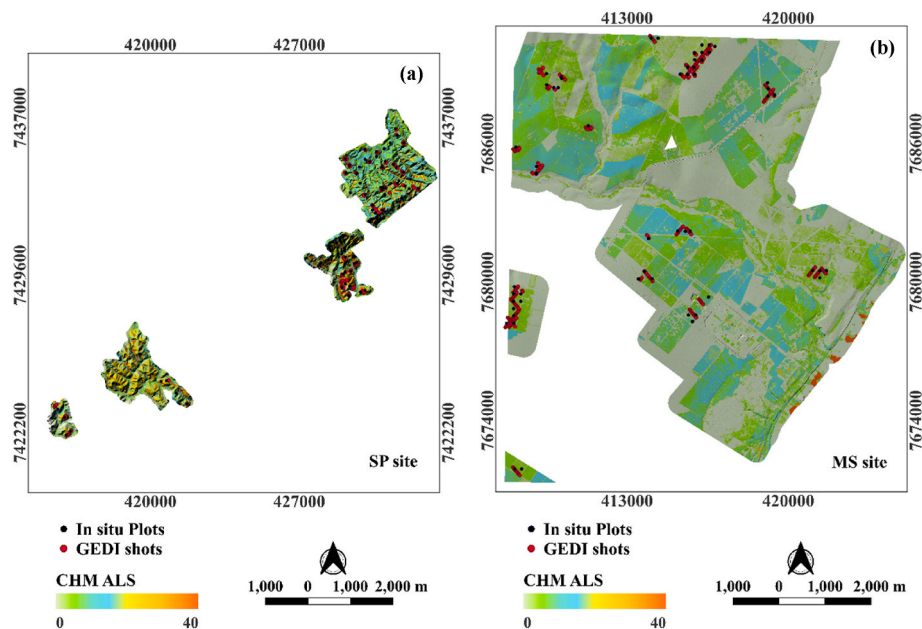 420000 427000
(a)
7437000
7429600
7422200
7437000
7429600
7422200
SP site
420000 427000
In situ Plots
GEDI shots
CHM ALS
0 40
1,000 0 1,000 2,000 m
413000 420000
(b)
7686000
7680000
7674000
7686000
7680000
7674000
MS site
413000 420000
In situ Plots
GEDI shots
CHM ALS
0 40
1,000 0 1,000 2,000 m